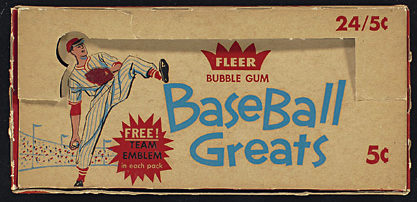 24/5¢
FLEER
BUBBLE GUM
BaseBall
Greats
FREE!
TEAM
EMBLEM
in each pack
5¢